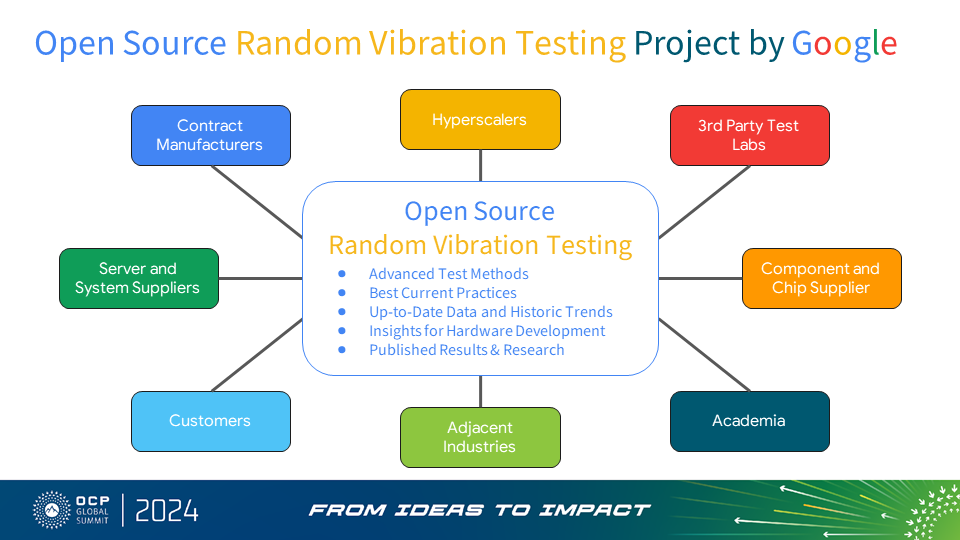 Open Source Random Vibration Testing Project by Google
Contract
Manufacturers
Hyperscalers
3rd Party Test
Labs
Open Source
Random Vibration Testing
● Advanced Test Methods
● Best Current Practices
● Up-to-Date Data and Historic Trends
● Insights for Hardware Development
● Published Results & Research
Server and
System Suppliers
Component and
Chip Supplier
Customers
Adjacent
Industries
Academia
OCP
GLOBAL
SUMMIT
2024
FROM IDEAS TO IMPACT